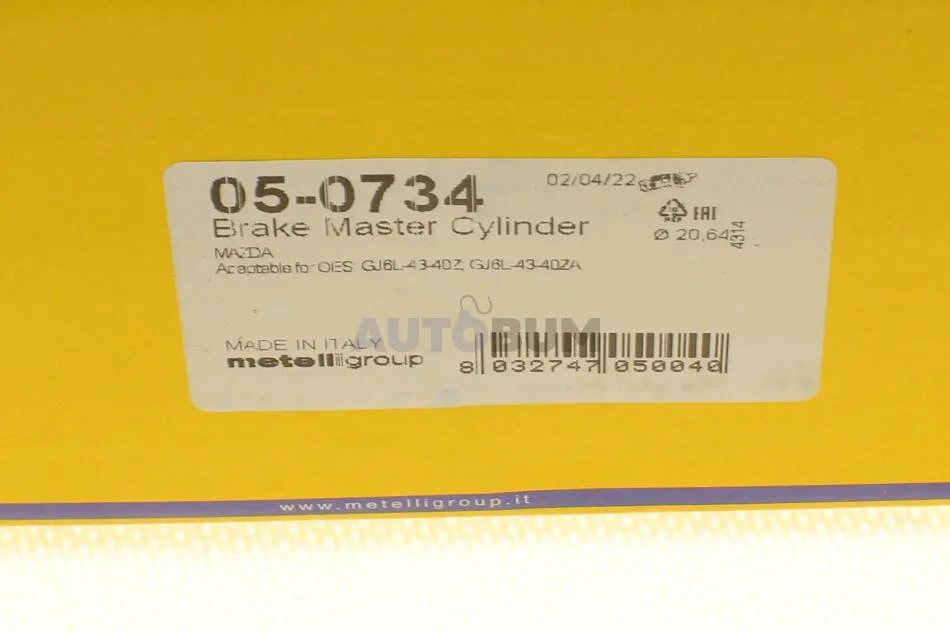 05-0734
02/04/22
Brake Master Cylinder
EAC
Ø 20,64
4314
MAZDA
Adaptable for OES: GJ6L-43-40Z; GJ6L-43-40ZA
AUTOBUM
MADE IN ITALY
metelligroup
8 032747 050040
www.metelligroup.it